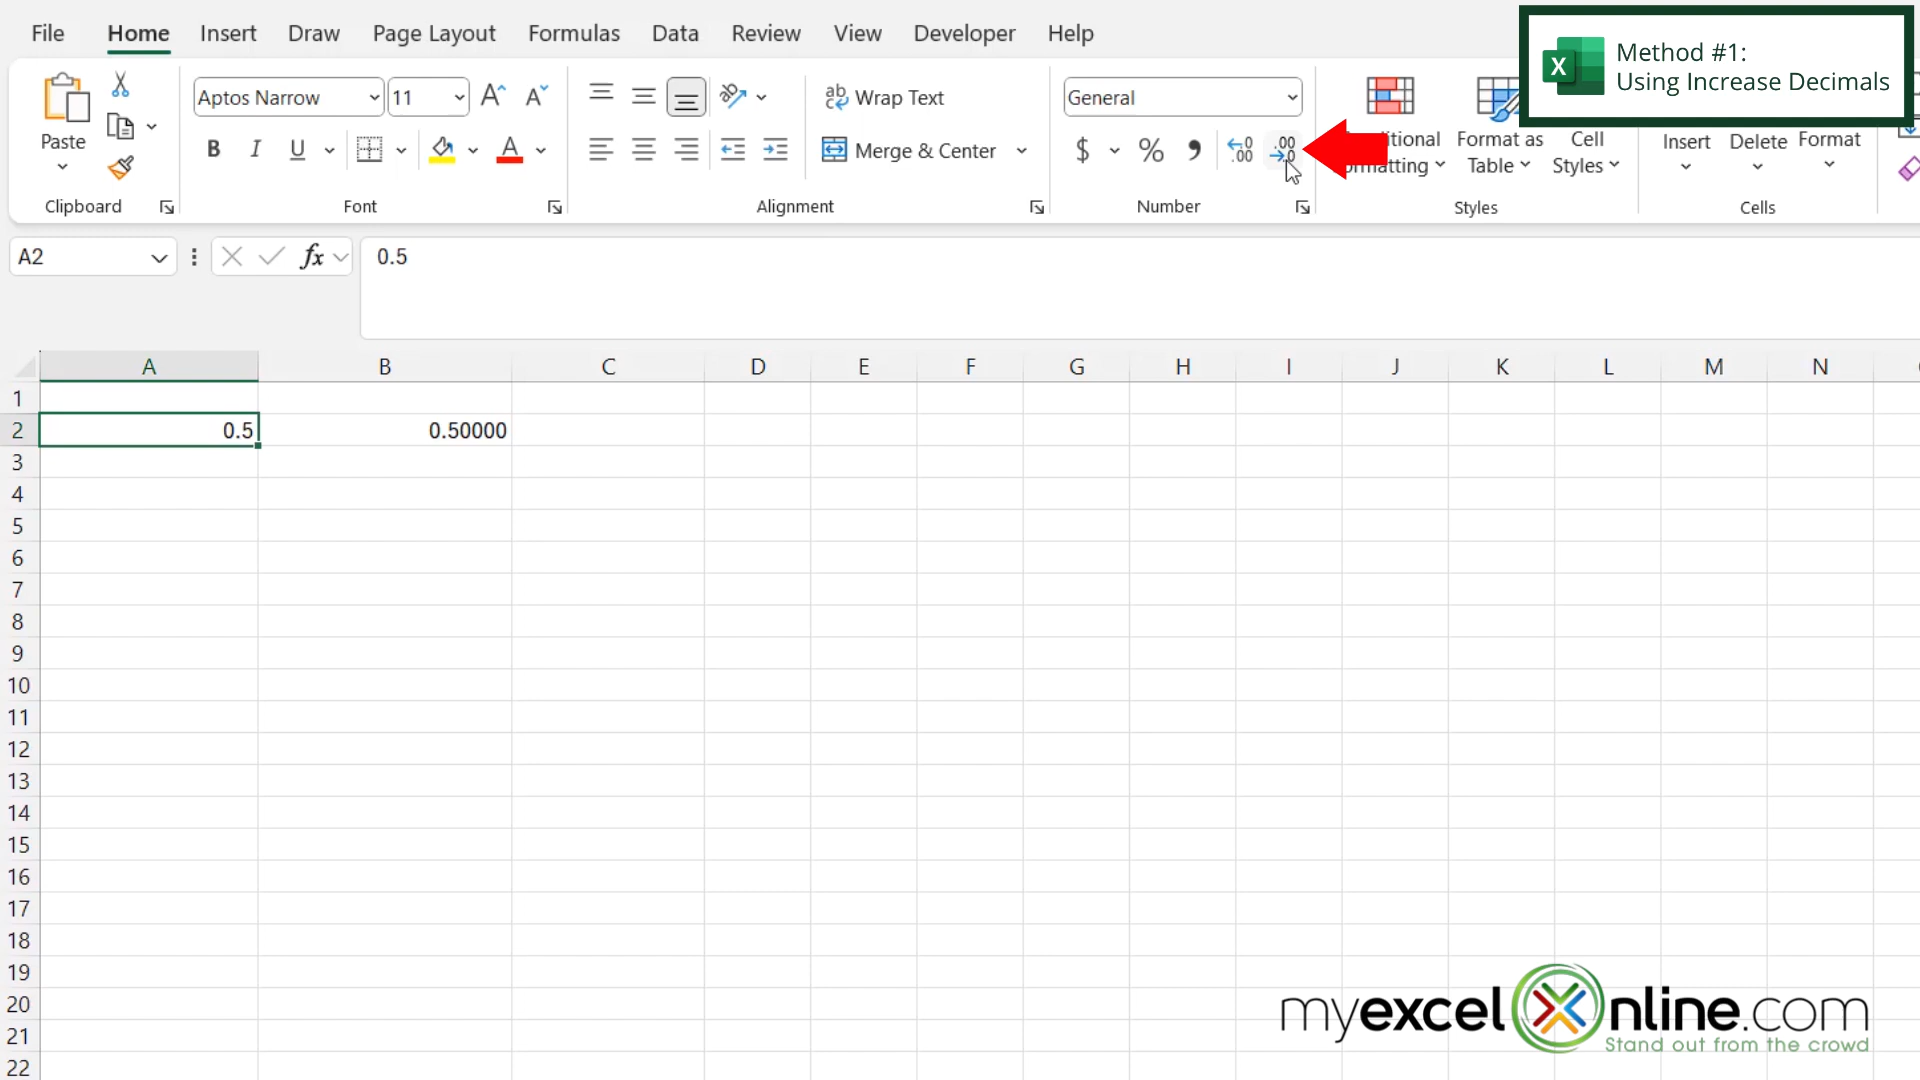 File Home Insert Draw Page Layout Formulas Data Review View Developer Help
Method #1:
Using Increase Decimals
Aptos Narrow 11 Wrap Text General
Paste B I U Merge & Center $ % Format as Cell
Table Styles Insert Delete Format
Clipboard Font Alignment Number Styles Cells
A2 fx 0.5
A B C D E F G H I J K L M N
1
2 0.5 0.50000
3
4
5
6
7
8
9
10
11
12
13
14
15
16
17
18
19
20
21
22
myexcelonline.com
Stand out from the crowd